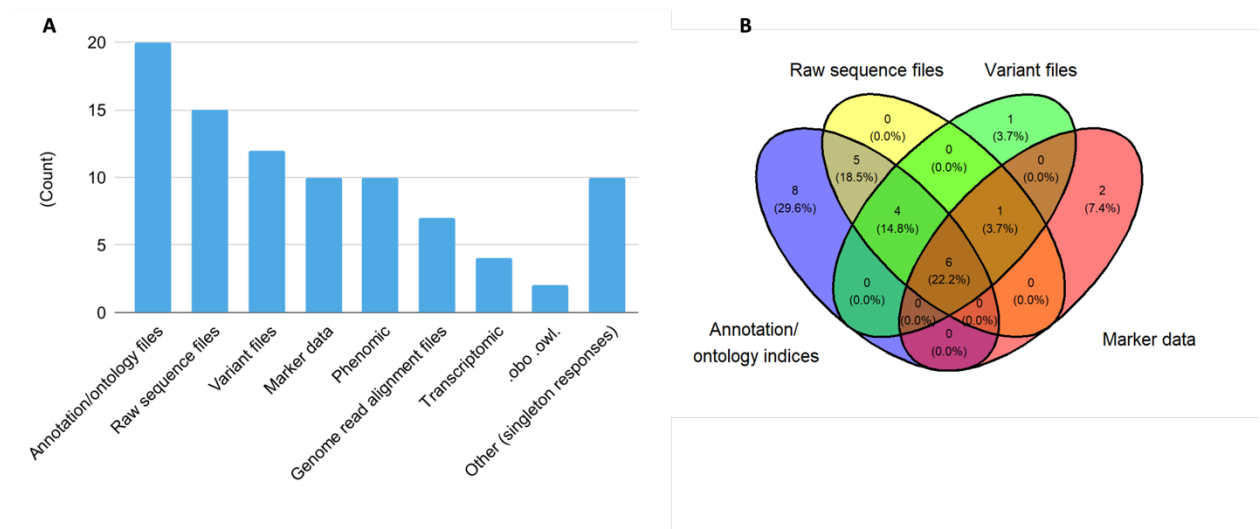 A
(Count)
20
15
10
5
0
Annotation/ontology files
Raw sequence files
Variant files
Marker data
Phenomic
Genome read alignment files
Transcriptomic
.obo .owl.
Other (singleton responses)
B
Raw sequence files
Variant files
0
(0.0%)
1
(3.7%)
5
(18.5%)
0
(0.0%)
0
(0.0%)
8
(29.6%)
2
(7.4%)
4
(14.8%)
1
(3.7%)
6
(22.2%)
0
(0.0%)
0
(0.0%)
0
(0.0%)
0
(0.0%)
0
(0.0%)
Annotation/
ontology indices
Marker data